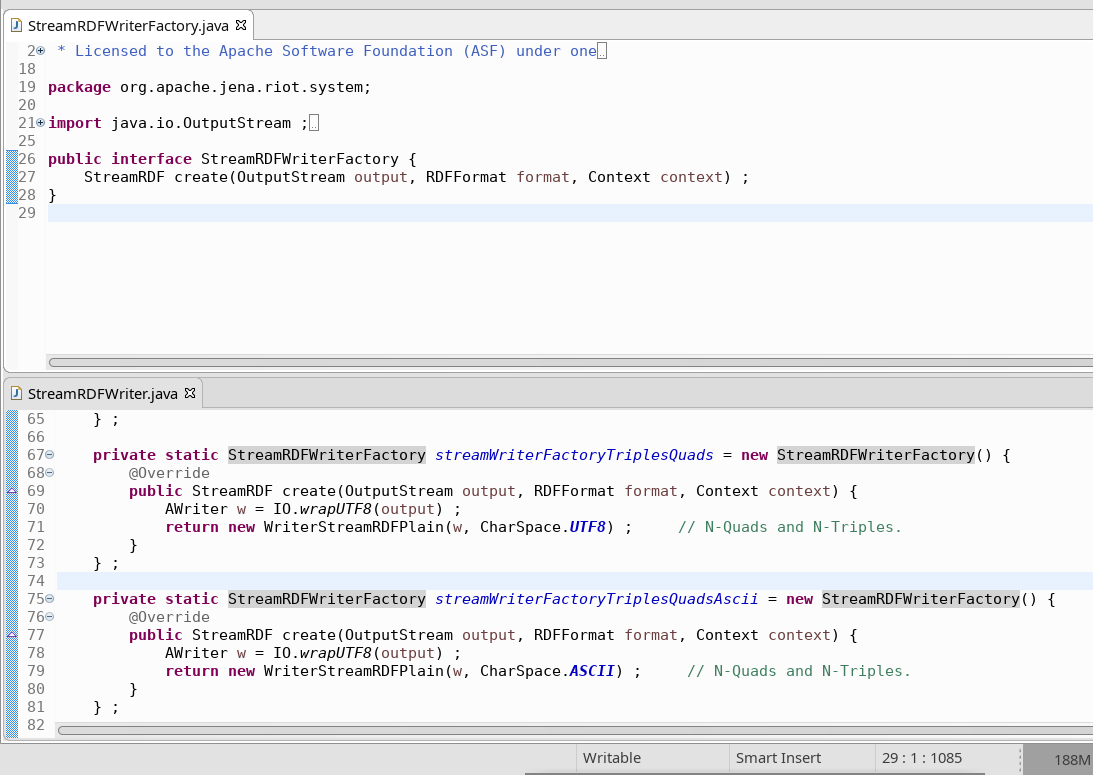 StreamRDFWriterFactory.java
2 * Licensed to the Apache Software Foundation (ASF) under one
18
19 package org.apache.jena.riot.system;
20
21 import java.io.OutputStream ;
25
26 public interface StreamRDFWriterFactory {
27     StreamRDF create(OutputStream output, RDFFormat format, Context context) ;
28 }
29
StreamRDFWriter.java
65     } ;
66
67     private static StreamRDFWriterFactory streamWriterFactoryTriplesQuads = new StreamRDFWriterFactory() {
68         @Override
69         public StreamRDF create(OutputStream output, RDFFormat format, Context context) {
70             AWriter w = IO.wrapUTF8(output) ;
71             return new WriterStreamRDFPlain(w, CharSpace.UTF8) ;     // N-Quads and N-Triples.
72         }
73     } ;
74
75     private static StreamRDFWriterFactory streamWriterFactoryTriplesQuadsAscii = new StreamRDFWriterFactory() {
76         @Override
77         public StreamRDF create(OutputStream output, RDFFormat format, Context context) {
78             AWriter w = IO.wrapUTF8(output) ;
79             return new WriterStreamRDFPlain(w, CharSpace.ASCII) ;     // N-Quads and N-Triples.
80         }
81     } ;
82
Writable Smart Insert 29 : 1 : 1085 188M